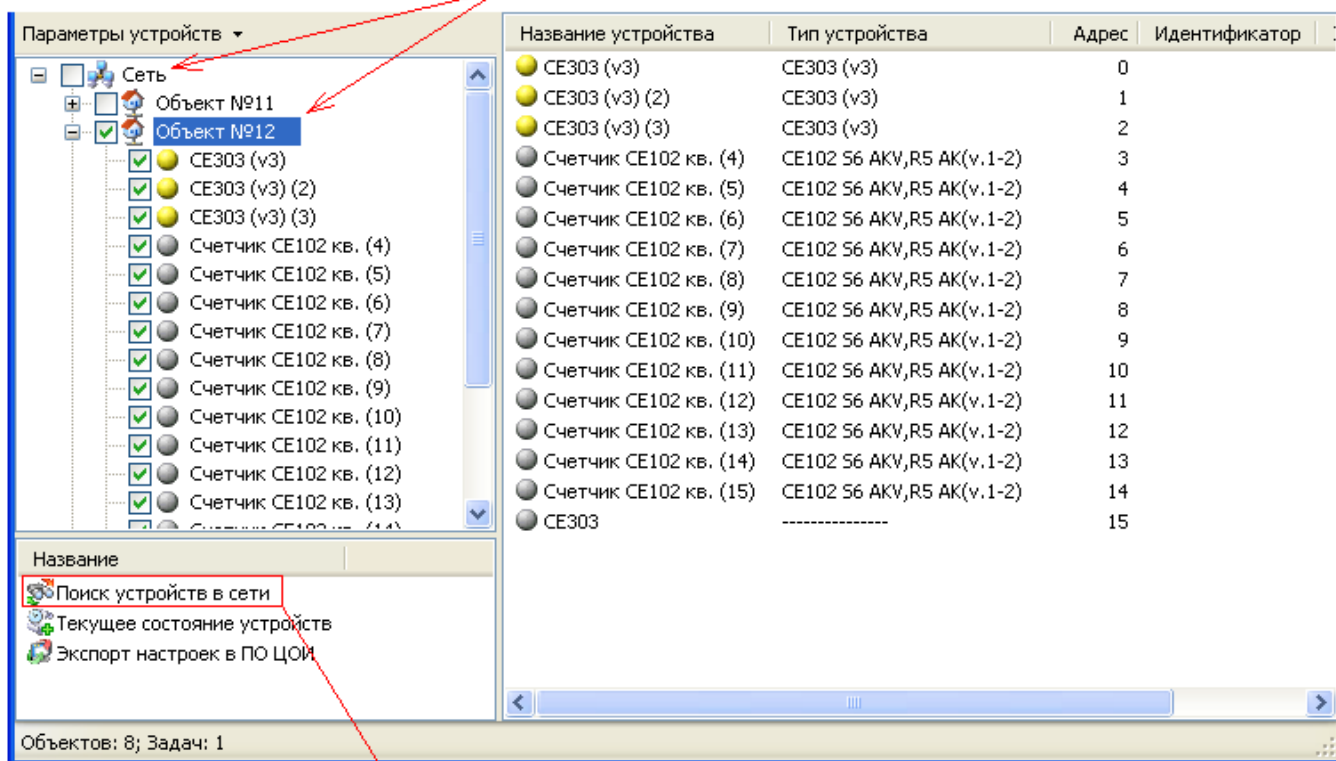 Параметры устройств
Сеть
Объект №11
Объект №12
CE303 (v3)
CE303 (v3) (2)
CE303 (v3) (3)
Счетчик CE102 кв. (4)
Счетчик CE102 кв. (5)
Счетчик CE102 кв. (6)
Счетчик CE102 кв. (7)
Счетчик CE102 кв. (8)
Счетчик CE102 кв. (9)
Счетчик CE102 кв. (10)
Счетчик CE102 кв. (11)
Счетчик CE102 кв. (12)
Счетчик CE102 кв. (13)
Название
Поиск устройств в сети
Текущее состояние устройств
Экспорт настроек в ПО ЦОИ
Название устройства Тип устройства Адрес Идентификатор
CE303 (v3) CE303 (v3) 0
CE303 (v3) (2) CE303 (v3) 1
CE303 (v3) (3) CE303 (v3) 2
Счетчик CE102 кв. (4) CE102 S6 AKV,R5 AK(v.1-2) 3
Счетчик CE102 кв. (5) CE102 S6 AKV,R5 AK(v.1-2) 4
Счетчик CE102 кв. (6) CE102 S6 AKV,R5 AK(v.1-2) 5
Счетчик CE102 кв. (7) CE102 S6 AKV,R5 AK(v.1-2) 6
Счетчик CE102 кв. (8) CE102 S6 AKV,R5 AK(v.1-2) 7
Счетчик CE102 кв. (9) CE102 S6 AKV,R5 AK(v.1-2) 8
Счетчик CE102 кв. (10) CE102 S6 AKV,R5 AK(v.1-2) 9
Счетчик CE102 кв. (11) CE102 S6 AKV,R5 AK(v.1-2) 10
Счетчик CE102 кв. (12) CE102 S6 AKV,R5 AK(v.1-2) 11
Счетчик CE102 кв. (13) CE102 S6 AKV,R5 AK(v.1-2) 12
Счетчик CE102 кв. (14) CE102 S6 AKV,R5 AK(v.1-2) 13
Счетчик CE102 кв. (15) CE102 S6 AKV,R5 AK(v.1-2) 14
CE303 --------------- 15
Объектов: 8; Задач: 1